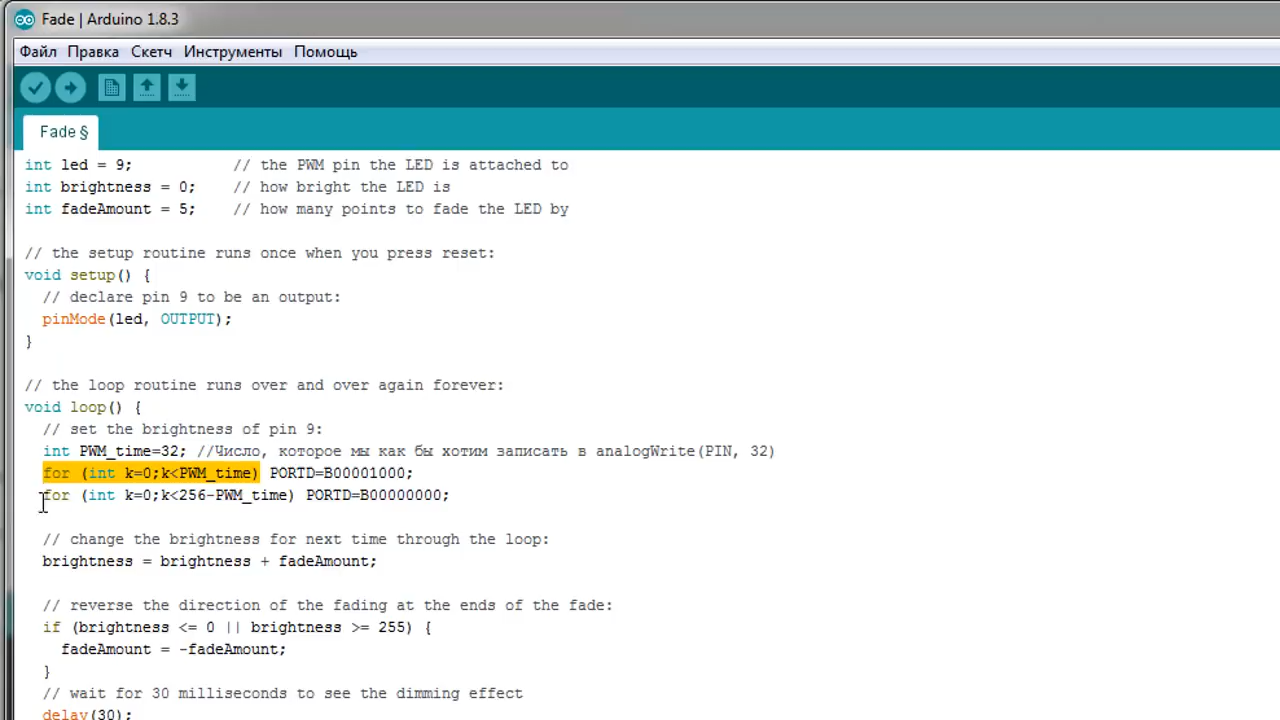 Fade | Arduino 1.8.3
Файл Правка Скетч Инструменты Помощь
Fade §
int led = 9;           // the PWM pin the LED is attached to
int brightness = 0;    // how bright the LED is
int fadeAmount = 5;    // how many points to fade the LED by
// the setup routine runs once when you press reset:
void setup() {
  // declare pin 9 to be an output:
  pinMode(led, OUTPUT);
}
// the loop routine runs over and over again forever:
void loop() {
  // set the brightness of pin 9:
  int PWM_time=32; //Число, которое мы как бы хотим записать в analogWrite(PIN, 32)
  for (int k=0;k<PWM_time) PORTD=B00001000;
  for (int k=0;k<256-PWM_time) PORTD=B00000000;
  // change the brightness for next time through the loop:
  brightness = brightness + fadeAmount;
  // reverse the direction of the fading at the ends of the fade:
  if (brightness <= 0 || brightness >= 255) {
    fadeAmount = -fadeAmount;
  }
  // wait for 30 milliseconds to see the dimming effect
  delay(30);